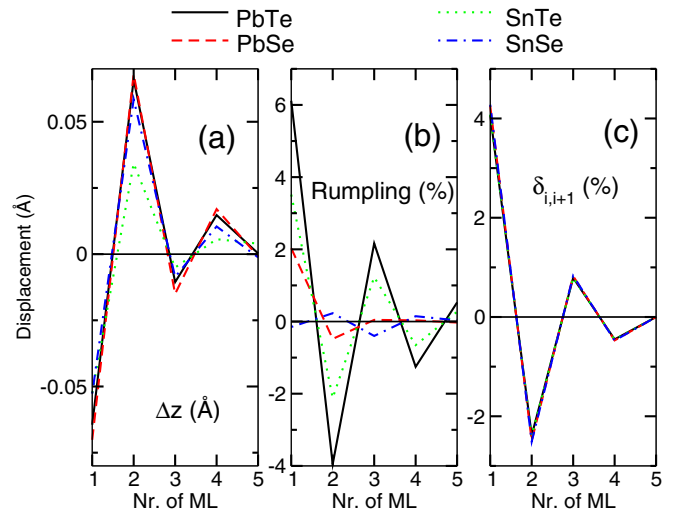 PbTe SnTe
PbSe SnSe
(a) (b) (c)
Displacement (Å)
0.05
0
-0.05
Δz (Å)
1 2 3 4 5
Nr. of ML
6
4
2
0
-2
-4
Rumpling (%)
1 2 3 4 5
Nr. of ML
4
2
0
-2
δi,i+1 (%)
1 2 3 4 5
Nr. of ML